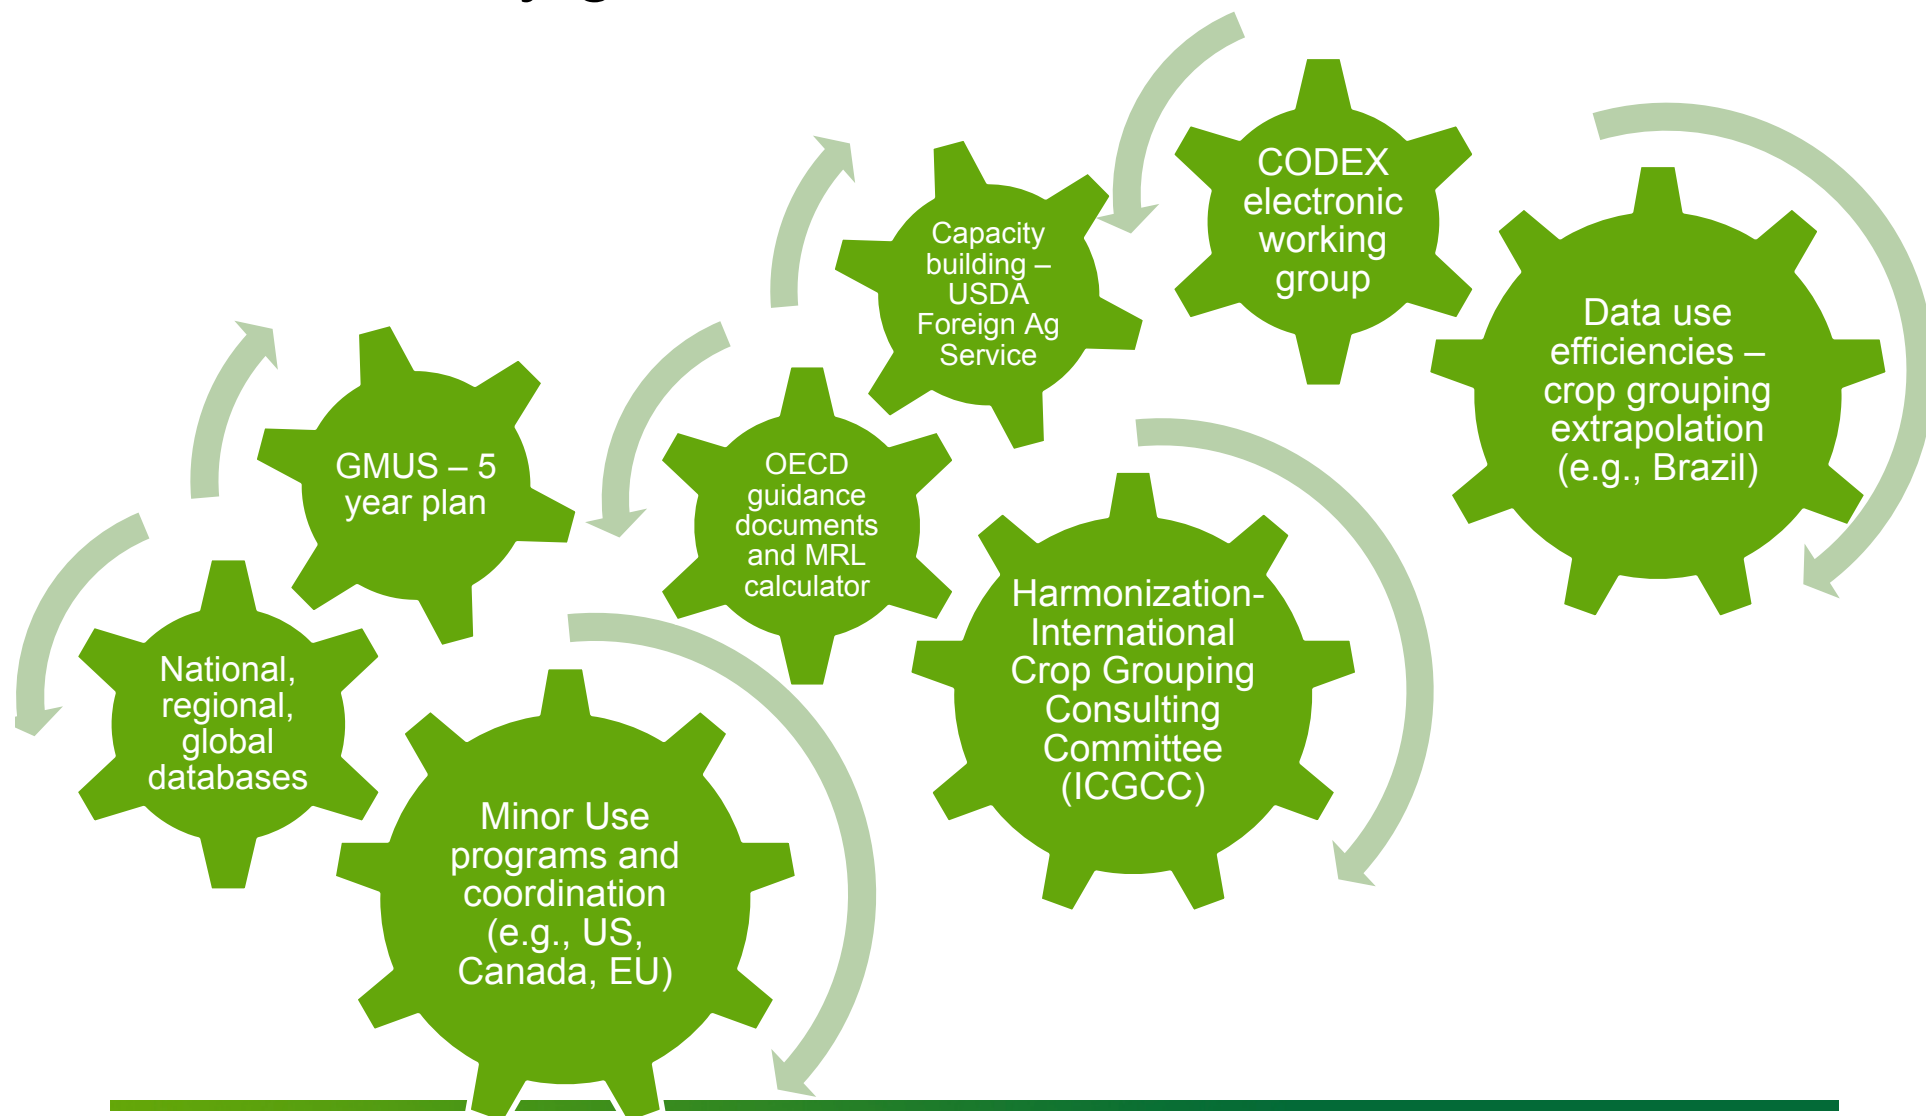 CODEX
electronic
working
group
Capacity
building –
USDA
Foreign Ag
Service
Data use
efficiencies –
crop grouping
extrapolation
(e.g., Brazil)
GMUS – 5
year plan
OECD
guidance
documents
and MRL
calculator
Harmonization-
International
Crop Grouping
Consulting
Committee
(ICGCC)
National,
regional,
global
databases
Minor Use
programs and
coordination
(e.g., US,
Canada, EU)